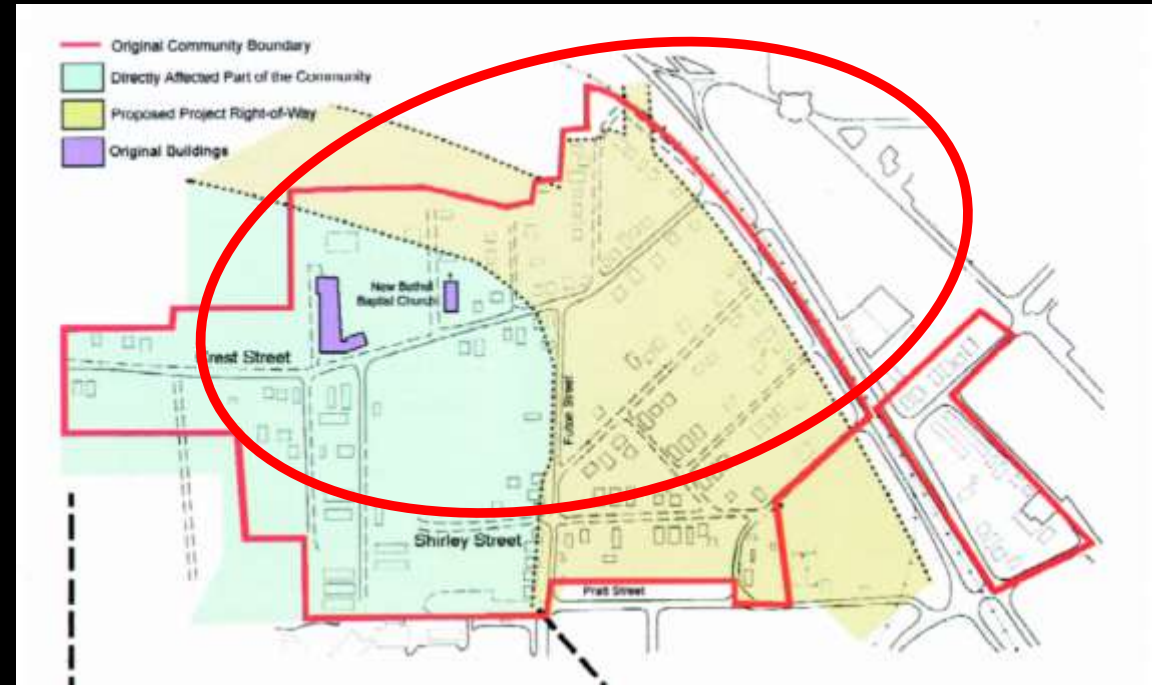 Original Community Boundary
Directly Affected Part of the Community
Proposed Project Right-of-Way
Original Buildings
New Bethel
Baptist Church
Crest Street
Fulton Street
Shirley Street
Pratt Street